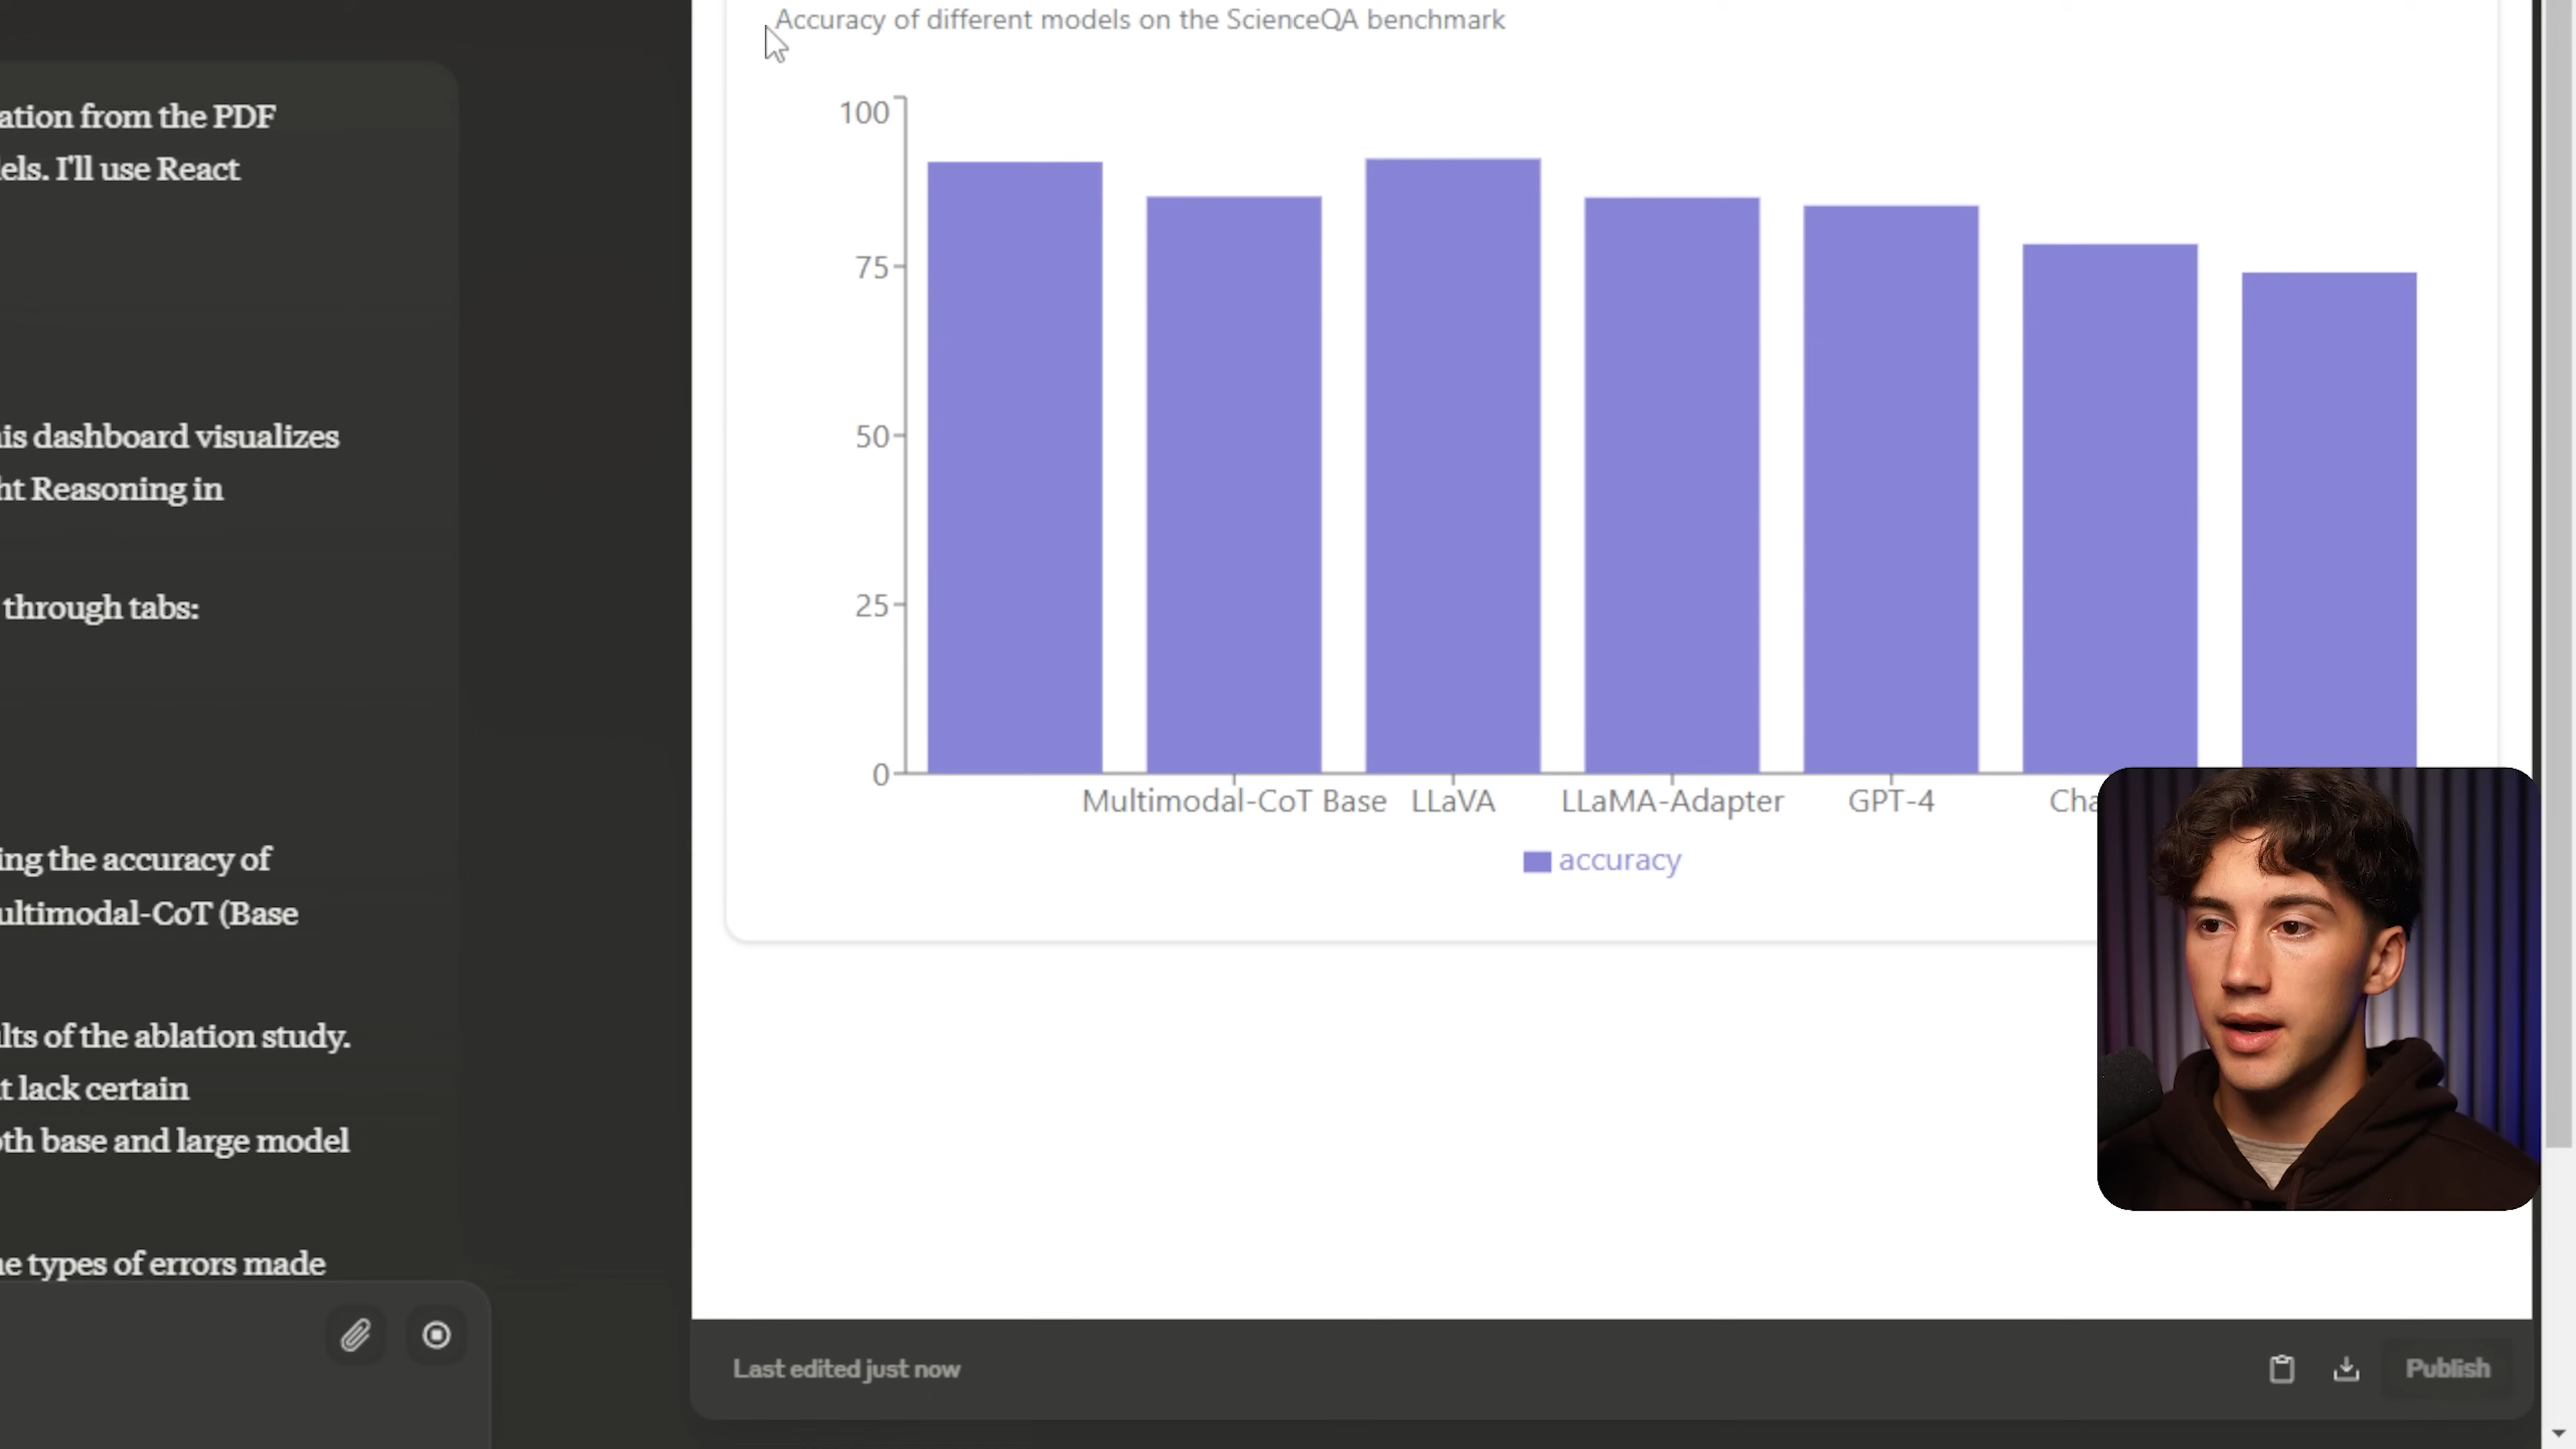 ation from the PDF
els. I'll use React
his dashboard visualizes
ht Reasoning in
through tabs:
ing the accuracy of
ultimodal-CoT (Base
lts of the ablation study.
t lack certain
oth base and large model
he types of errors made
Accuracy of different models on the ScienceQA benchmark
100
75
50
25
0
Multimodal-CoT Base LLaVA LLaMA-Adapter GPT-4 Cha
accuracy
Last edited just now
Publish